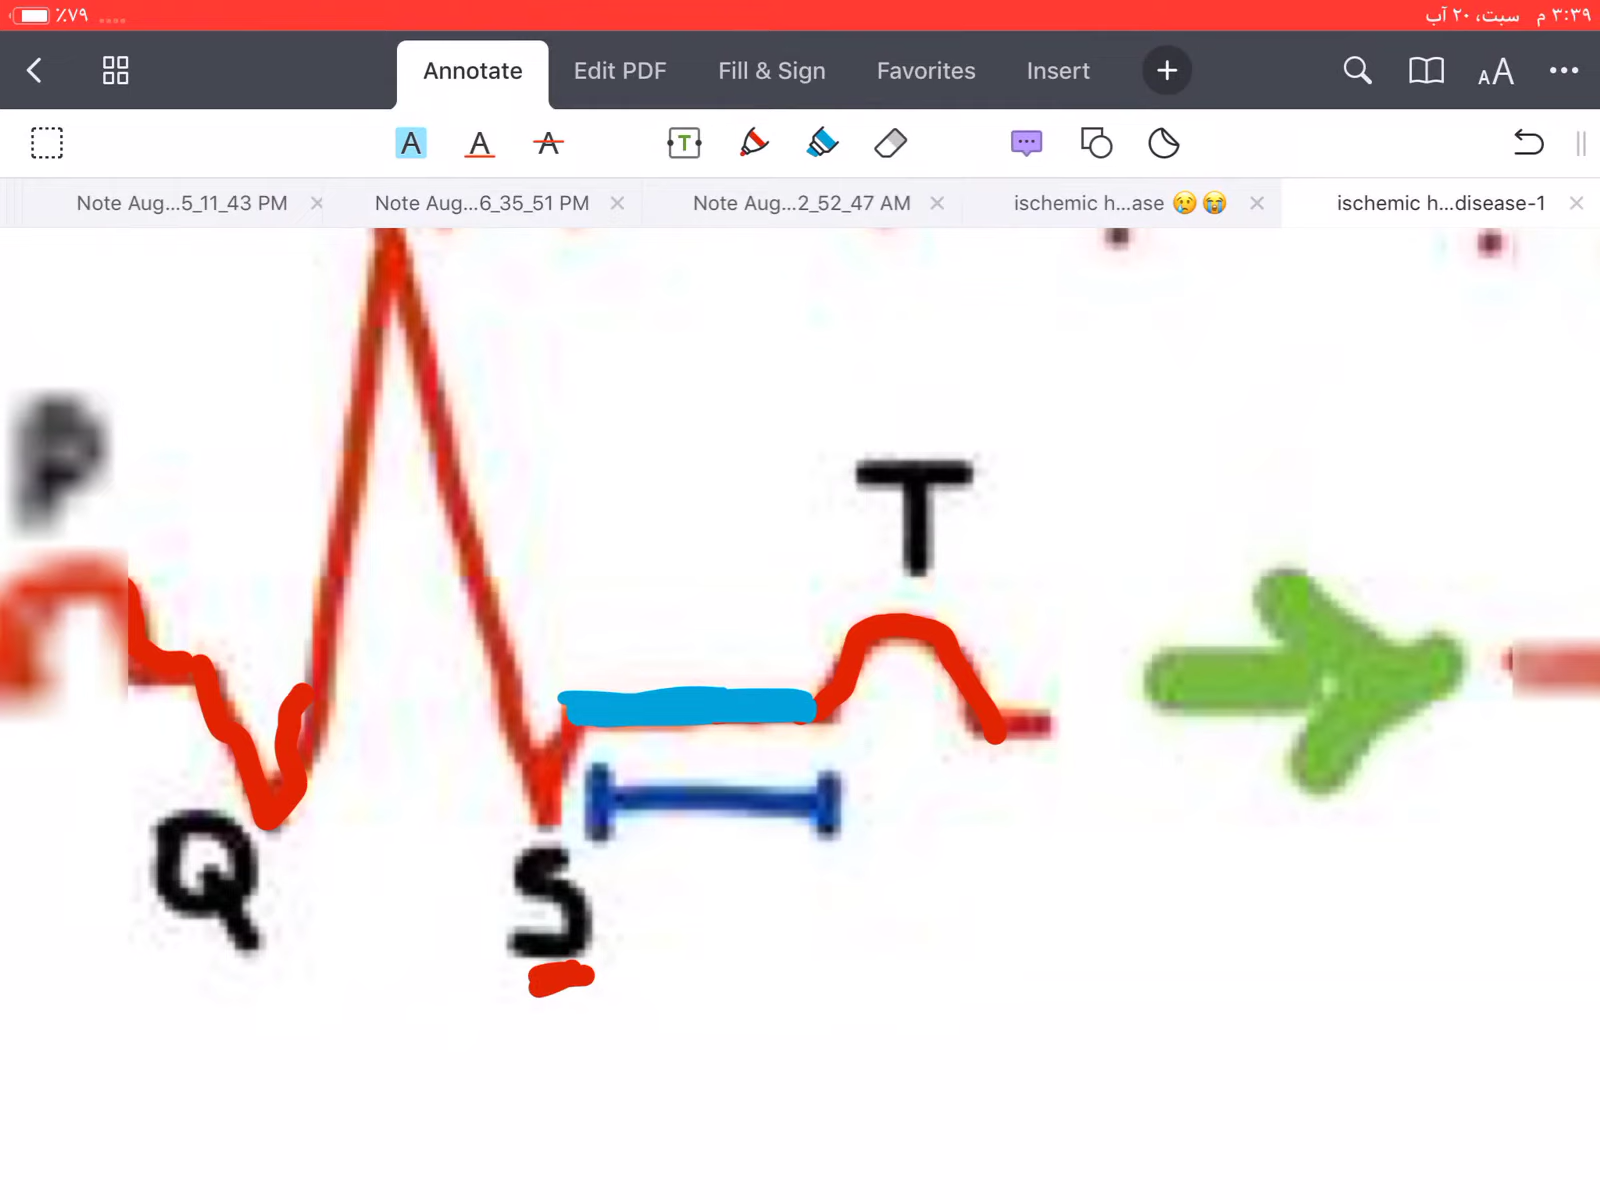 ٪٧٩ سبت، ٢٠ آب ٣:٣٩ م
Annotate Edit PDF Fill & Sign Favorites Insert
AA
A A A T
Note Aug...5_11_43 PM Note Aug...6_35_51 PM Note Aug...2_52_47 AM ischemic h...ase 😢 😭 ischemic h...disease-1
P
T
Q
S